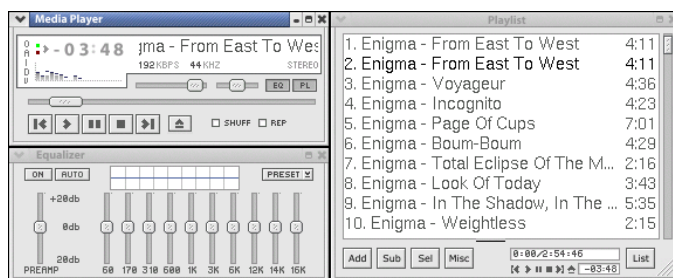 Media Player
O
A
I
D
V
-03:48
igma - From East To Wes
192 KBPS 44 KHZ STEREO
EQ PL
SHUFF REP
Equalizer
ON AUTO PRESET
+20db
0db
20db
PREAMP 60 170 310 600 1K 3K 6K 12K 14K 16K
Playlist
1. Enigma - From East To West 4:11
2. Enigma - From East To West 4:11
3. Enigma - Voyageur 4:36
4. Enigma - Incognito 4:23
5. Enigma - Page Of Cups 7:01
6. Enigma - Boum-Boum 4:29
7. Enigma - Total Eclipse Of The M... 2:16
8. Enigma - Look Of Today 3:43
9. Enigma - In The Shadow, In The ... 5:35
10. Enigma - Weightless 2:15
Add Sub Sel Misc 0:00/2:54:46 List
-03:48